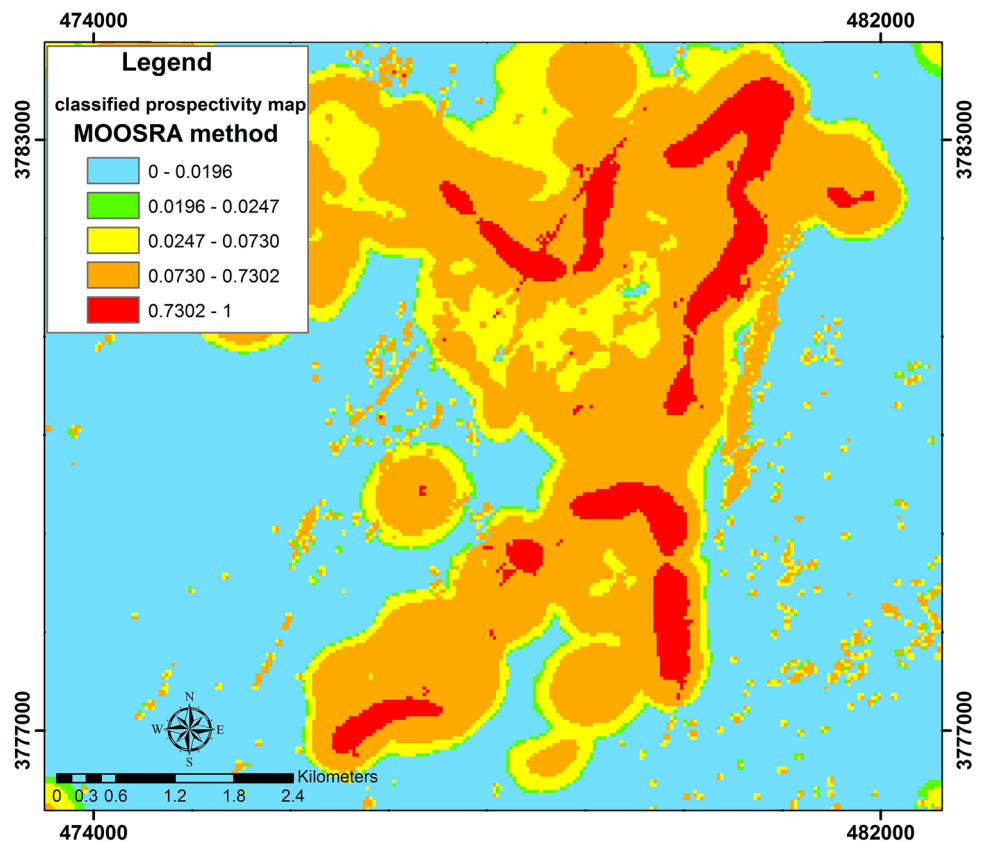 474000 482000
Legend
classified prospectivity map
MOOSRA method
0 - 0.0196
0.0196 - 0.0247
0.0247 - 0.0730
0.0730 - 0.7302
0.7302 - 1
3783000 3783000
3777000 3777000
N
W E
S
Kilometers
0 0.3 0.6 1.2 1.8 2.4
474000 482000